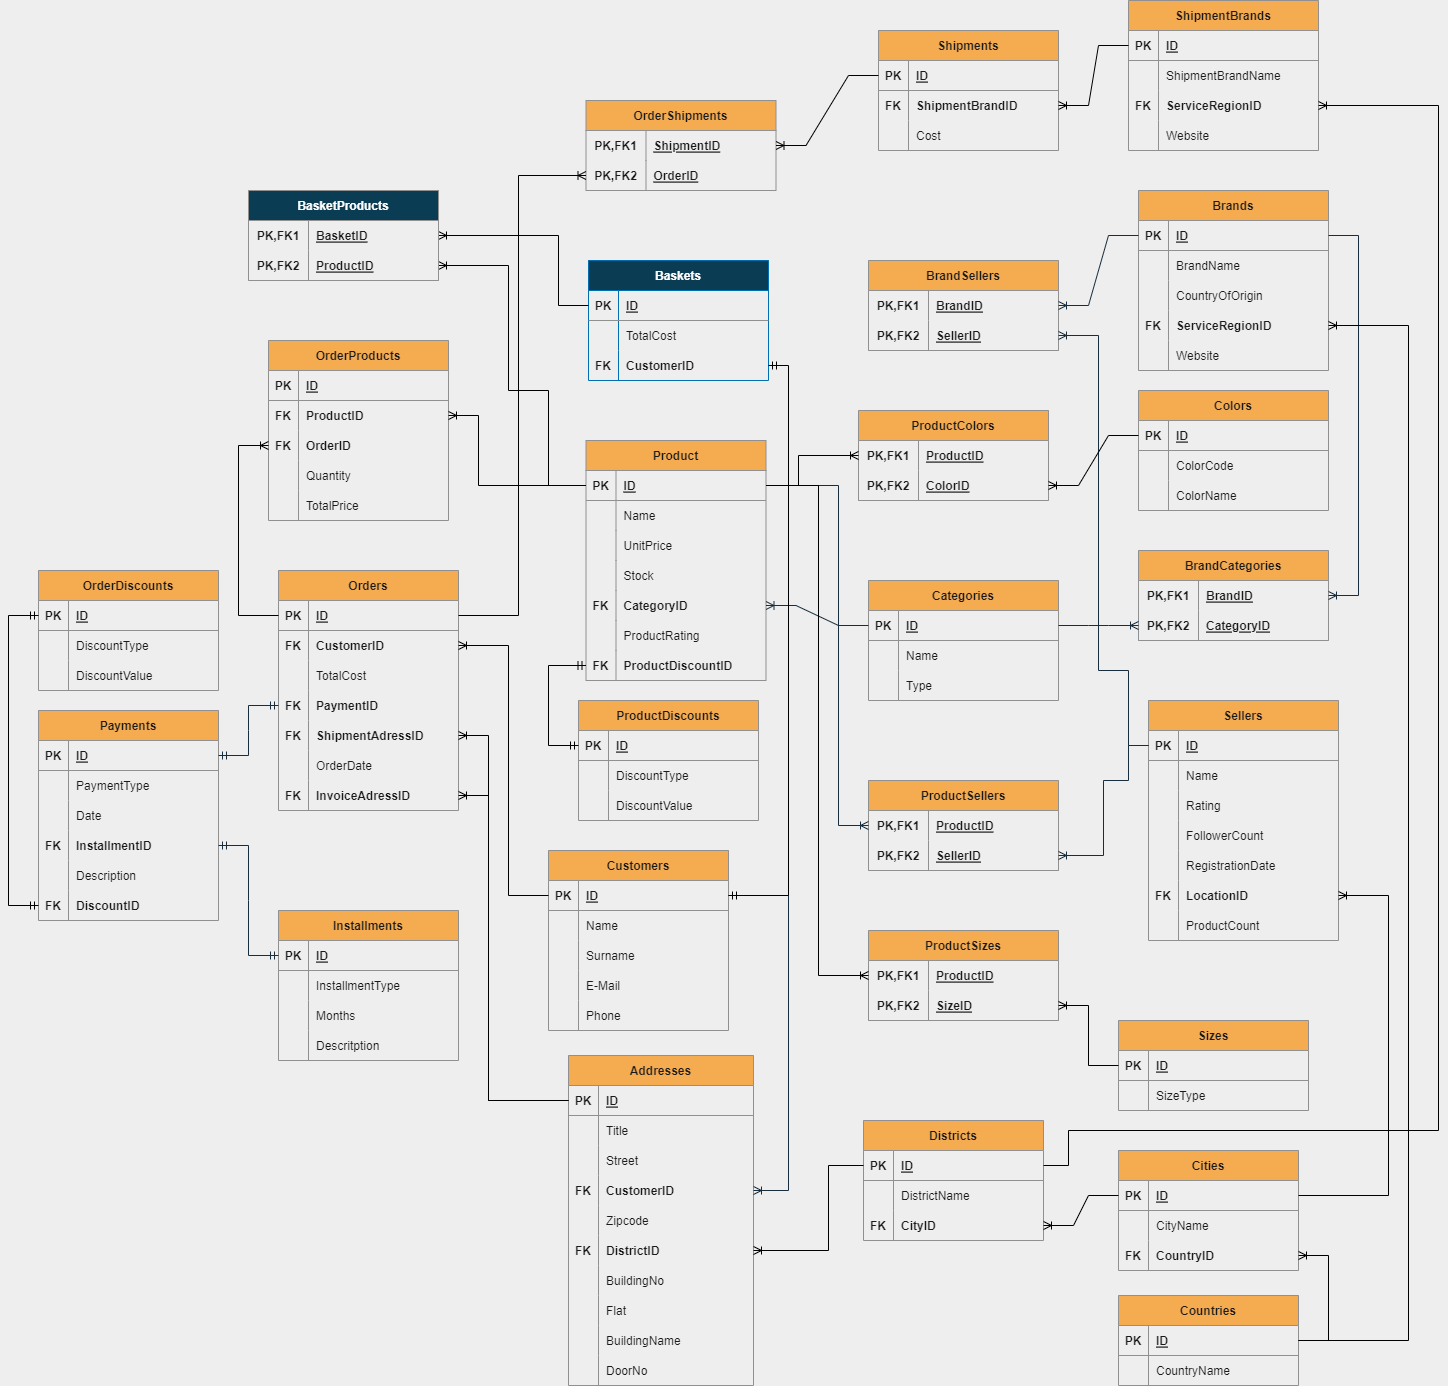 ShipmentBrands
PK ID
ShipmentBrandName
FK ServiceRegionID
Website
Shipments
PK ID
FK ShipmentBrandID
Cost
OrderShipments
PK,FK1 ShipmentID
PK,FK2 OrderID
BasketProducts
PK,FK1 BasketID
PK,FK2 ProductID
Baskets
PK ID
TotalCost
FK CustomerID
BrandSellers
PK,FK1 BrandID
PK,FK2 SellerID
Brands
PK ID
BrandName
CountryOfOrigin
FK ServiceRegionID
Website
OrderProducts
PK ID
FK ProductID
FK OrderID
Quantity
TotalPrice
Product
PK ID
Name
UnitPrice
Stock
FK CategoryID
ProductRating
FK ProductDiscountID
ProductColors
PK,FK1 ProductID
PK,FK2 ColorID
Colors
PK ID
ColorCode
ColorName
OrderDiscounts
PK ID
DiscountType
DiscountValue
Orders
PK ID
FK CustomerID
TotalCost
FK PaymentID
FK ShipmentAdressID
OrderDate
FK InvoiceAdressID
Categories
PK ID
Name
Type
BrandCategories
PK,FK1 BrandID
PK,FK2 CategoryID
Payments
PK ID
PaymentType
Date
FK InstallmentID
Description
FK DiscountID
ProductDiscounts
PK ID
DiscountType
DiscountValue
ProductSellers
PK,FK1 ProductID
PK,FK2 SellerID
Sellers
PK ID
Name
Rating
FollowerCount
RegistrationDate
FK LocationID
ProductCount
Installments
PK ID
InstallmentType
Months
Descritption
Customers
PK ID
Name
Surname
E-Mail
Phone
ProductSizes
PK,FK1 ProductID
PK,FK2 SizeID
Sizes
PK ID
SizeType
Addresses
PK ID
Title
Street
FK CustomerID
Zipcode
FK DistrictID
BuildingNo
Flat
BuildingName
DoorNo
Districts
PK ID
DistrictName
FK CityID
Cities
PK ID
CityName
FK CountryID
Countries
PK ID
CountryName